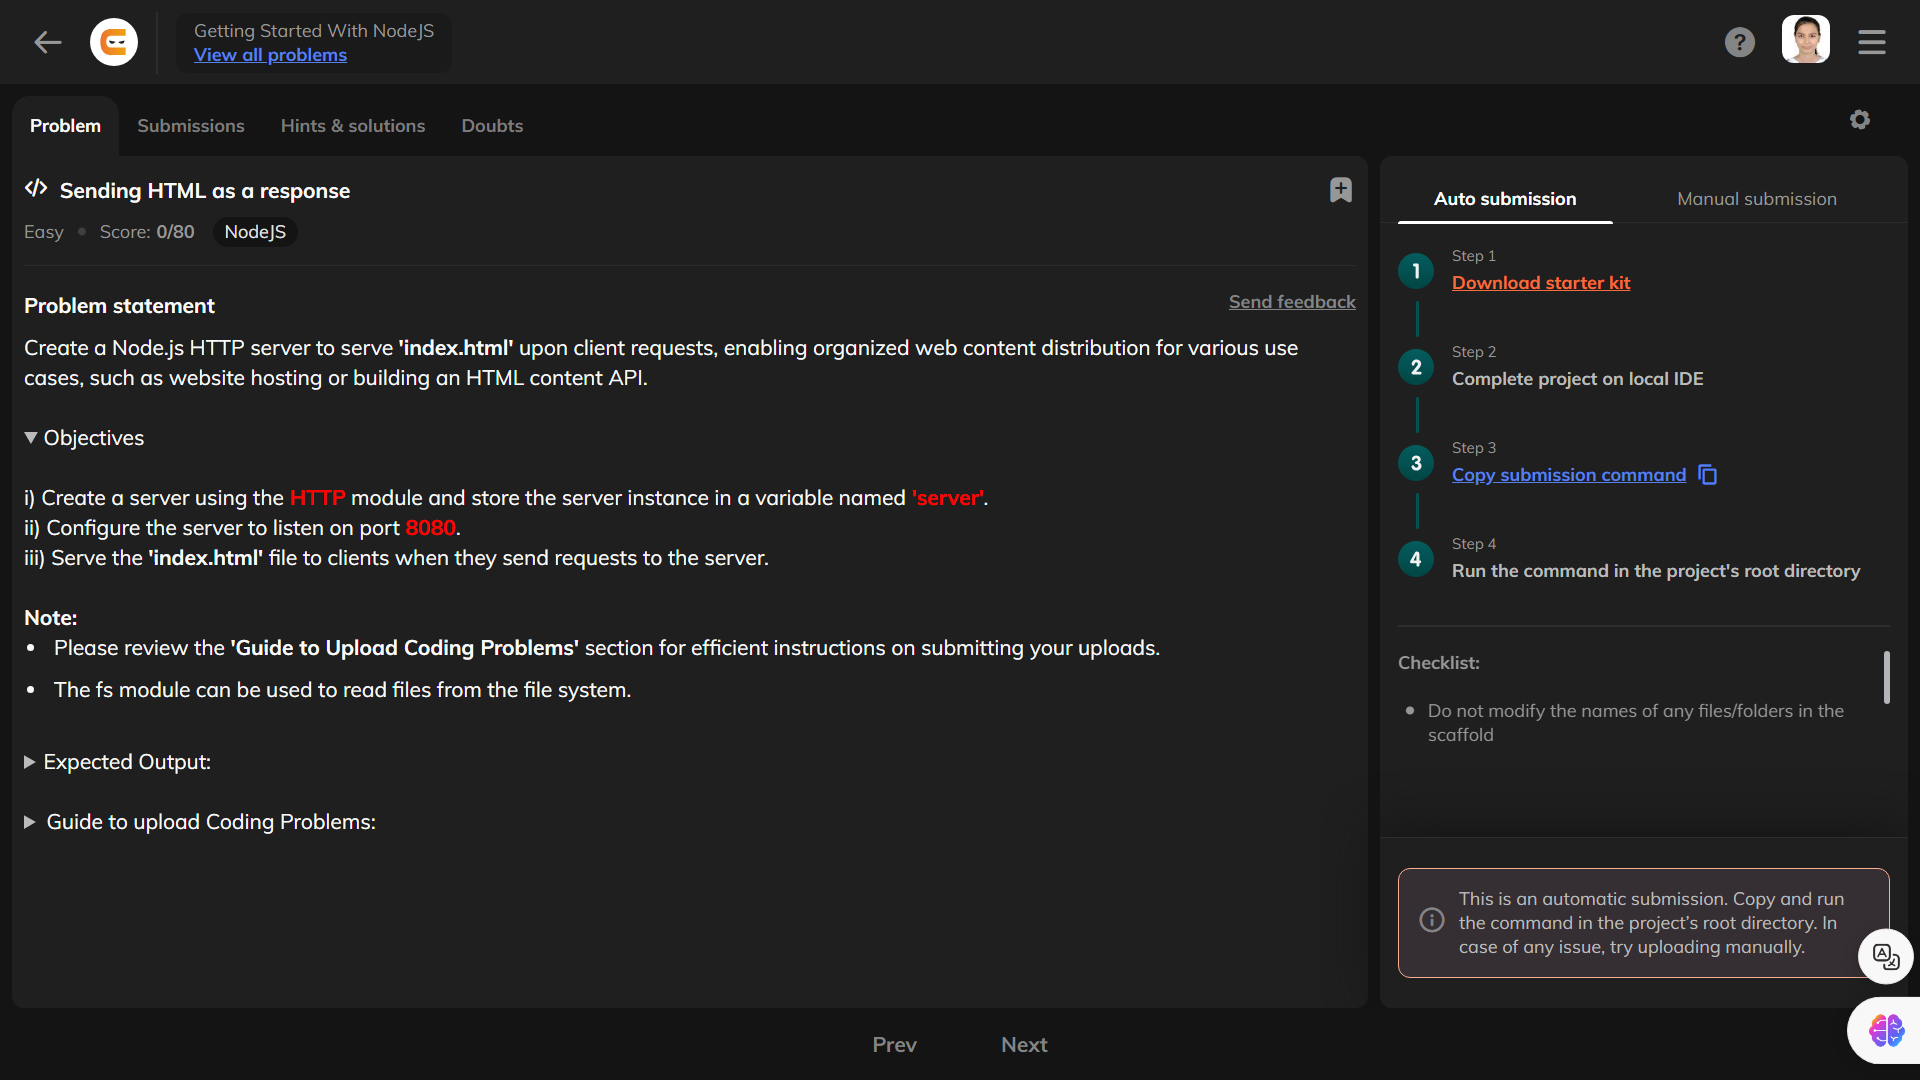 Getting Started With NodeJS
View all problems
?
Problem
Submissions
Hints & solutions
Doubts
</> Sending HTML as a response
Easy • Score: 0/80 NodeJS
Problem statement
Send feedback
Create a Node.js HTTP server to serve 'index.html' upon client requests, enabling organized web content distribution for various use
cases, such as website hosting or building an HTML content API.
▼ Objectives
i) Create a server using the HTTP module and store the server instance in a variable named 'server'.
ii) Configure the server to listen on port 8080.
iii) Serve the 'index.html' file to clients when they send requests to the server.
Note:
• Please review the 'Guide to Upload Coding Problems' section for efficient instructions on submitting your uploads.
• The fs module can be used to read files from the file system.
▶ Expected Output:
▶ Guide to upload Coding Problems:
Auto submission
Manual submission
1
Step 1
Download starter kit
2
Step 2
Complete project on local IDE
3
Step 3
Copy submission command
4
Step 4
Run the command in the project's root directory
Checklist:
• Do not modify the names of any files/folders in the
scaffold
This is an automatic submission. Copy and run
the command in the project’s root directory. In
case of any issue, try uploading manually.
Prev
Next